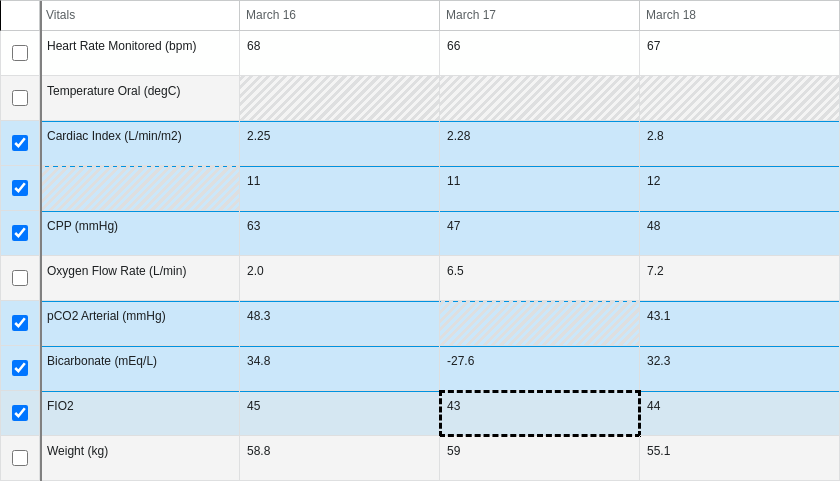 Vitals March 16 March 17 March 18
Heart Rate Monitored (bpm) 68 66 67
Temperature Oral (degC)
Cardiac Index (L/min/m2) 2.25 2.28 2.8
11 11 12
CPP (mmHg) 63 47 48
Oxygen Flow Rate (L/min) 2.0 6.5 7.2
pCO2 Arterial (mmHg) 48.3 43.1
Bicarbonate (mEq/L) 34.8 -27.6 32.3
FIO2 45 43 44
Weight (kg) 58.8 59 55.1